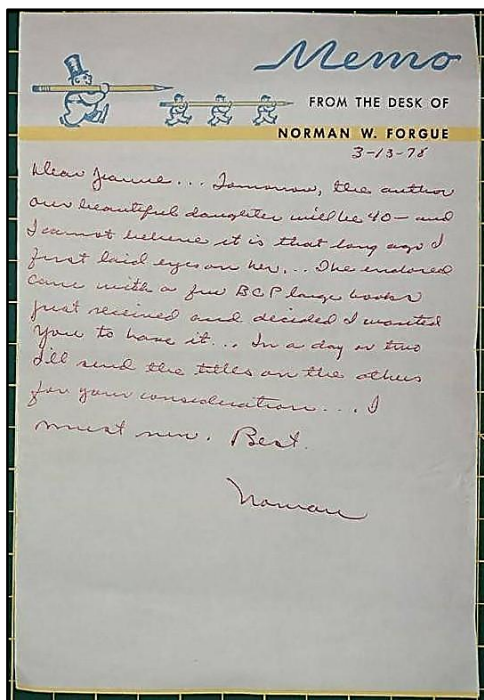 Memo
FROM THE DESK OF
NORMAN W. FORGUE
3-13-78
Dear Jeanne... Tomorrow, the author
our beautiful daughter will be 40 - and
I cannot believe it is that long ago I
first laid eyes on her... The enclosed
came with a few BCP large books
just received and decided I wanted
you to have it... In a day or two
I'll send the titles on the others
for your consideration... I
must run. Best.
Norman